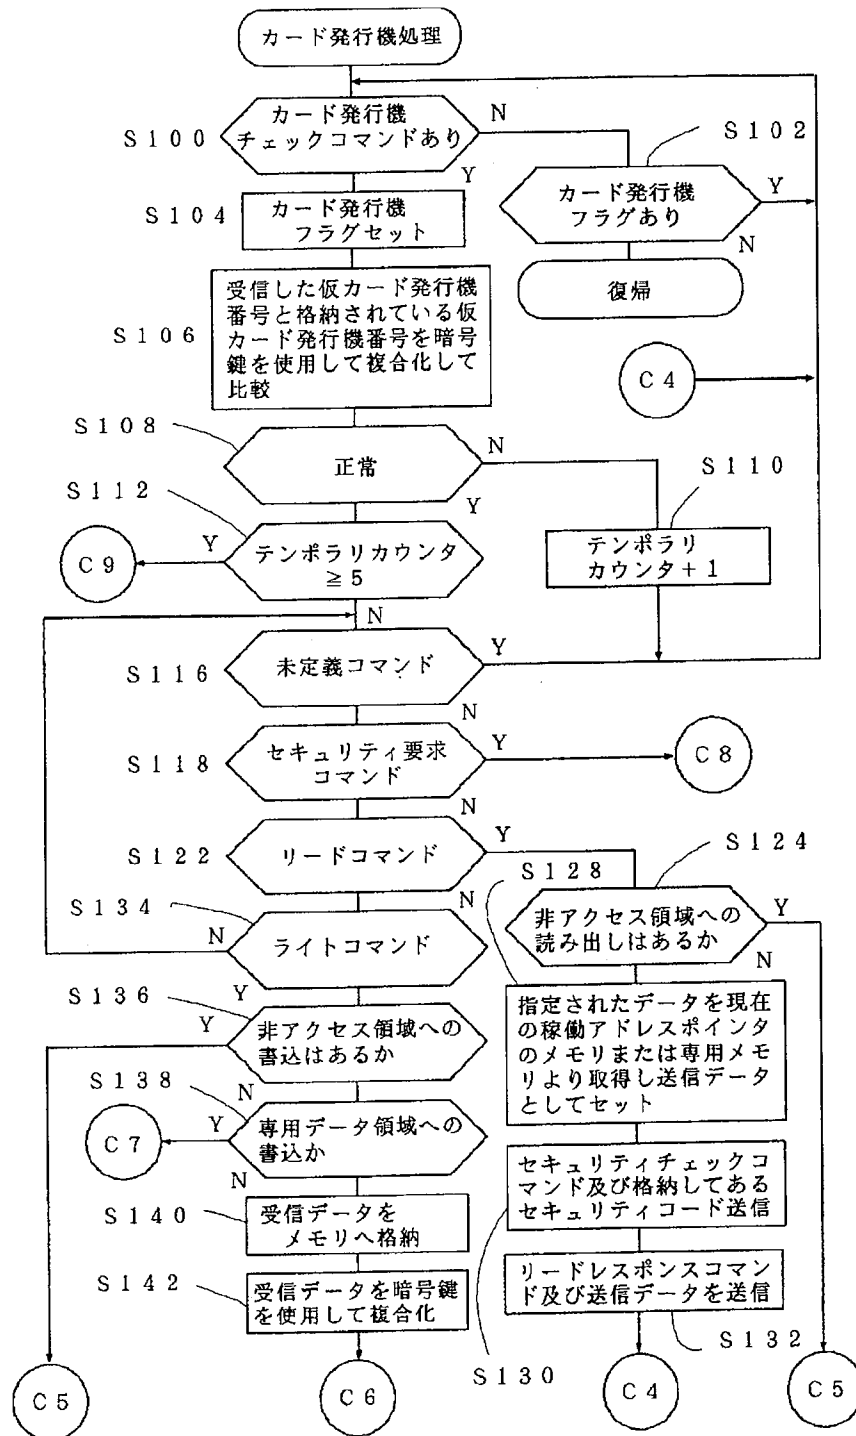 カード発行機処理
S100
カード発行機
チェックコマンドあり
N
Y
S102
カード発行機
フラグあり
Y
N
復帰
S104
カード発行機
フラグセット
S106
受信した仮カード発行機
番号と格納されている仮
カード発行機番号を暗号
鍵を使用して複合化して
比較
C4
S108
正常
N
Y
S110
テンポラリ
カウンタ+1
S112
テンポラリカウンタ
≧5
Y
C9
N
S116
未定義コマンド
Y
N
S118
セキュリティ要求
コマンド
Y
C8
N
S122
リードコマンド
Y
N
S124
非アクセス領域への
読み出しはあるか
Y
N
S128
指定されたデータを現在
の稼働アドレスポインタ
のメモリまたは専用メモ
リより取得し送信データ
としてセット
セキュリティチェックコ
マンド及び格納してある
セキュリティコード送信
S130
リードレスポンスコマン
ド及び送信データを送信
S132
C4
C5
S134
ライトコマンド
N
Y
S136
非アクセス領域への
書込はあるか
Y
N
S138
専用データ領域への
書込か
Y
C7
N
S140
受信データを
メモリへ格納
S142
受信データを暗号鍵
を使用して複合化
C5
C6